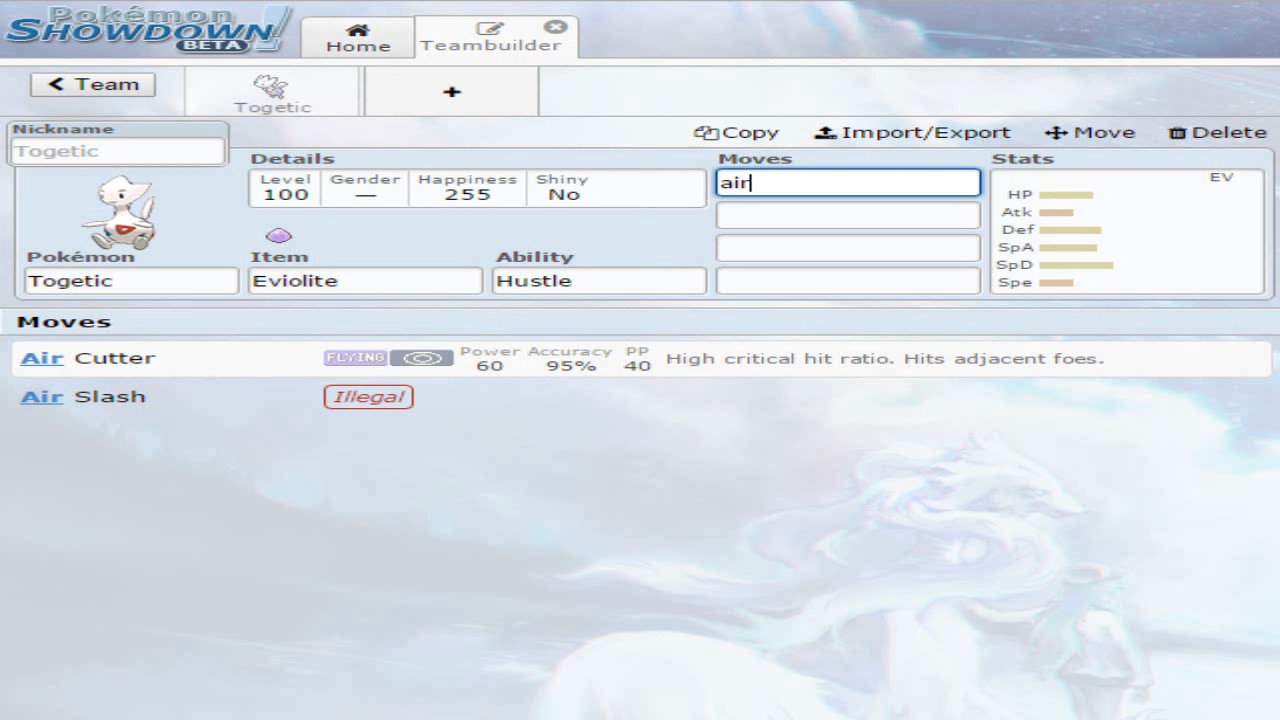 Pokémon
SHOWDOWN!
BETA
Home
Teambuilder
Team
Togetic
+
Nickname
Togetic
Copy
Import/Export
Move
Delete
Details
Level
100
Gender
—
Happiness
255
Shiny
No
Moves
air
Stats
EV
HP
Atk
Def
SpA
SpD
Spe
Pokémon
Togetic
Item
Eviolite
Ability
Hustle
Moves
Air Cutter FLYING Power 60 Accuracy 95% PP 40 High critical hit ratio. Hits adjacent foes.
Air Slash Illegal